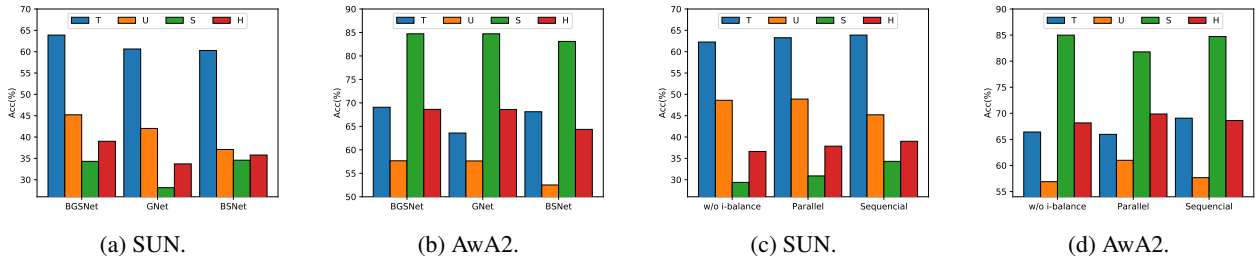 70
65
60
55
50
45
40
35
30
Acc(%)
T U S H
BGSNet GNet BSNet
(a) SUN.
90
85
80
75
70
65
60
55
50
Acc(%)
T U S H
BGSNet GNet BSNet
(b) AwA2.
70
65
60
55
50
45
40
35
30
Acc(%)
T U S H
w/o i-balance Parallel Sequencial
(c) SUN.
90
85
80
75
70
65
60
55
Acc(%)
T U S H
w/o i-balance Parallel Sequencial
(d) AwA2.